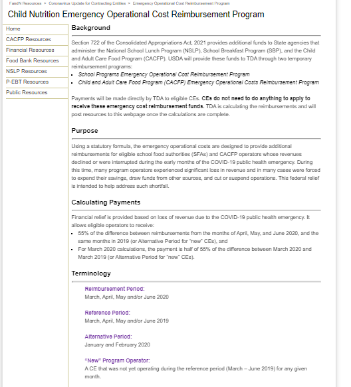 Family Resources > Coronavirus Update for Contracting Entities > Emergency Operational Cost Reimbursement Program
Child Nutrition Emergency Operational Cost Reimbursement Program
Home
CACFP Resources
Financial Resources
Food Bank Resources
NSLP Resources
P-EBT Resources
Public Resources
Background
Section 722 of the Consolidated Appropriations Act, 2021 provides additional funds to State agencies that
administer the National School Lunch Program (NSLP), School Breakfast Program (SBP), and the Child
and Adult Care Food Program (CACFP). USDA will provide these funds to TDA through two temporary
reimbursement programs:
• School Programs Emergency Operational Cost Reimbursement Program
• Child and Adult Care Food Program (CACFP) Emergency Operational Costs Reimbursement Program
Payments will be made directly by TDA to eligible CEs. CEs do not need to do anything to apply to
receive these emergency cost reimbursement funds. TDA is calculating the reimbursements and will
post resources to this webpage once the calculations are complete.
Purpose
Using a statutory formula, the emergency operational costs are designed to provide additional
reimbursements for eligible school food authorities (SFAs) and CACFP operators whose revenues
declined or were interrupted during the early months of the COVID-19 public health emergency. During
this time, many program operators experienced significant loss in revenue and in many cases were forced
to expend their savings, draw funds from other sources, and cut or suspend operations. This federal relief
is intended to help address such shortfall.
Calculating Payments
Financial relief is provided based on loss of revenue due to the COVID-19 public health emergency. It
allows eligible operators to receive:
• 55% of the difference between reimbursements from the months of April, May, and June 2020, and the
same months in 2019 (or Alternative Period for "new" CEs), and
• For March 2020 calculations, the payment is half of 55% of the difference between March 2020 and
March 2019 (or Alternative Period for "new" CEs).
Terminology
Reimbursement Period:
March, April, May and/or June 2020
Reference Period:
March, April, May and/or June 2019
Alternative Period:
January and February 2020
"New" Program Operator:
A CE that was not yet operating during the reference period (March – June 2019) for any given
month.